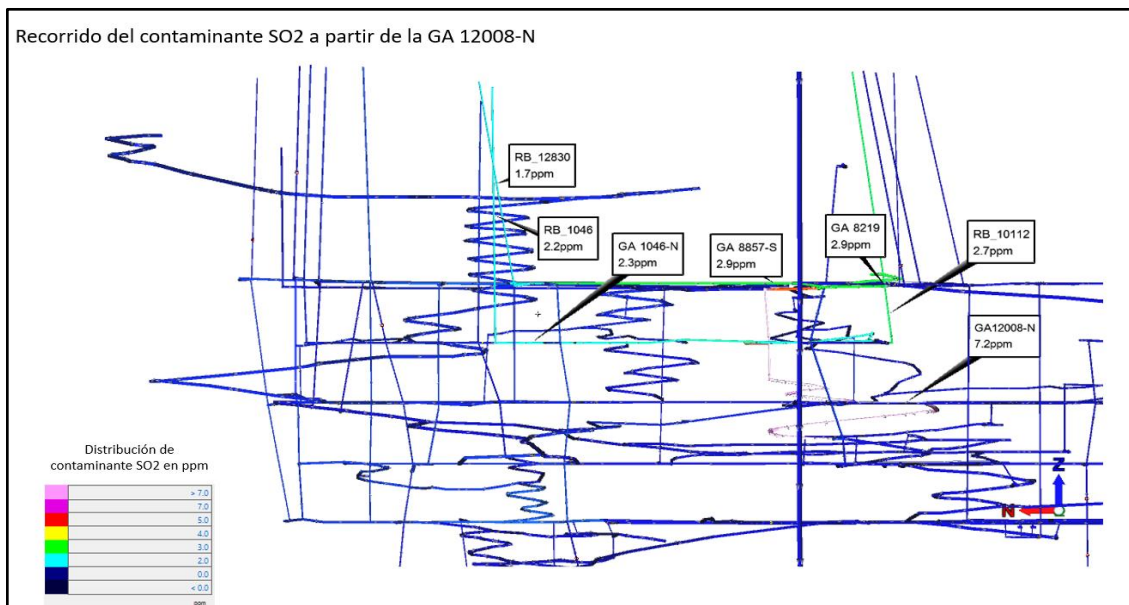 Recorrido del contaminante SO2 a partir de la GA 12008-N
RB_12830
1.7ppm
RB_1046
2.2ppm
GA 1046-N
2.3ppm
GA 8857-S
2.9ppm
GA 8219
2.9ppm
RB_10112
2.7ppm
GA12008-N
7.2ppm
Distribución de
contaminante SO2 en ppm
> 7.0
7.0
5.0
4.0
3.0
2.0
0.0
< 0.0
ppm
Z
N